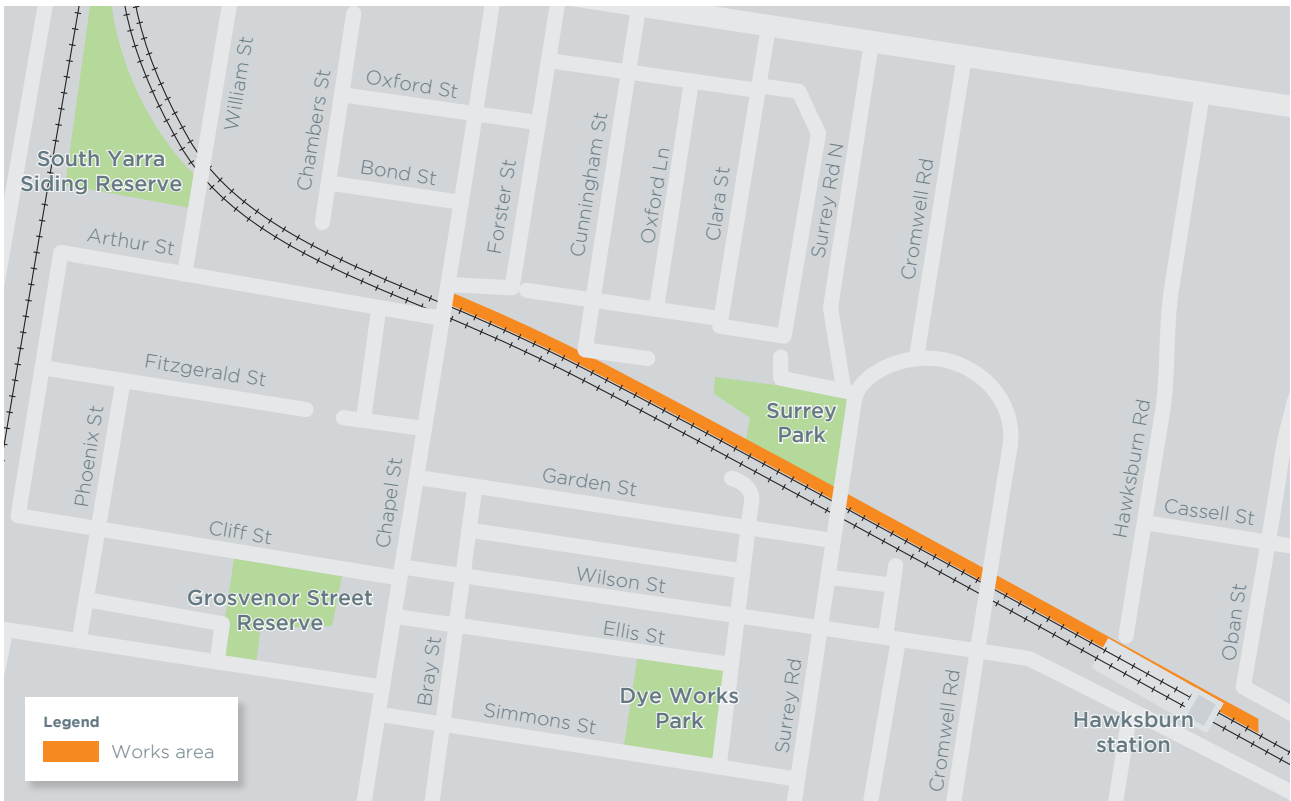 William St
Chambers St
Oxford St
Bond St
South Yarra
Siding Reserve
Arthur St
Forster St
Cunningham St
Oxford Ln
Clara St
Surrey Rd N
Cromwell Rd
Fitzgerald St
Phoenix St
Surrey
Park
Hawksburn Rd
Cassell St
Chapel St
Garden St
Cliff St
Wilson St
Grosvenor Street
Reserve
Ellis St
Oban St
Bray St
Dye Works
Park
Surrey Rd
Cromwell Rd
Simmons St
Hawksburn
station
Legend
Works area